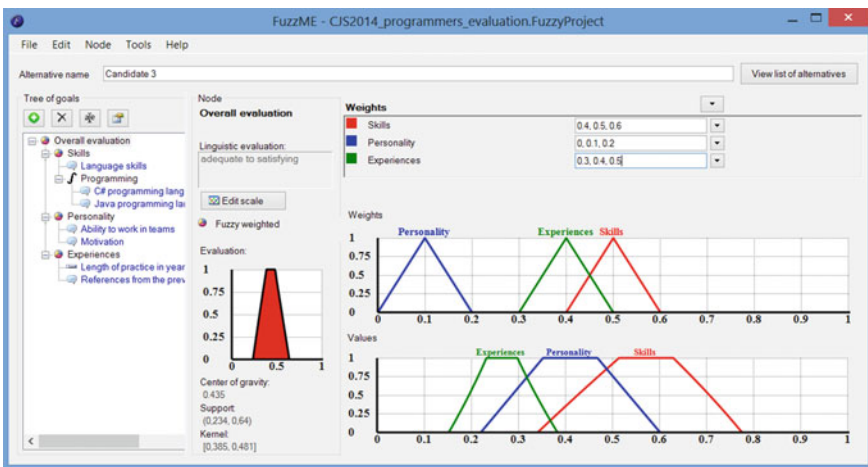 FuzzME - CJS2014_programmers_evaluation.FuzzyProject
File Edit Node Tools Help
Alternative name Candidate 3 View list of alternatives
Tree of goals
Overall evaluation
Skills
Language skills
Programming
C# programming lang
Java programming la
Personality
Ability to work in teams
Motivation
Experiences
Length of practice in year
References from the prev
Node
Overall evaluation
Linguistic evaluation:
adequate to satisfying
Edit scale
Fuzzy weighted
Evaluation:
1
0.75
0.5
0.25
0
0 0.5 1
Center of gravity:
0.435
Support:
(0,234, 0,64)
Kernel:
[0,385, 0,481]
Weights
Skills 0.4, 0.5, 0.6
Personality 0, 0.1, 0.2
Experiences 0.3, 0.4, 0.5
Weights
Personality Experiences Skills
1
0.75
0.5
0.25
0
0 0.1 0.2 0.3 0.4 0.5 0.6 0.7 0.8 0.9 1
Values
Experiences Personality Skills
1
0.75
0.5
0.25
0
0 0.1 0.2 0.3 0.4 0.5 0.6 0.7 0.8 0.9 1